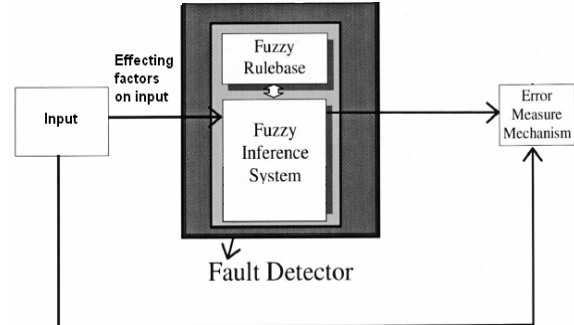 Effecting
factors
on input
Input
Fuzzy
Rulebase
Fuzzy
Inference
System
Error
Measure
Mechanism
Fault Detector